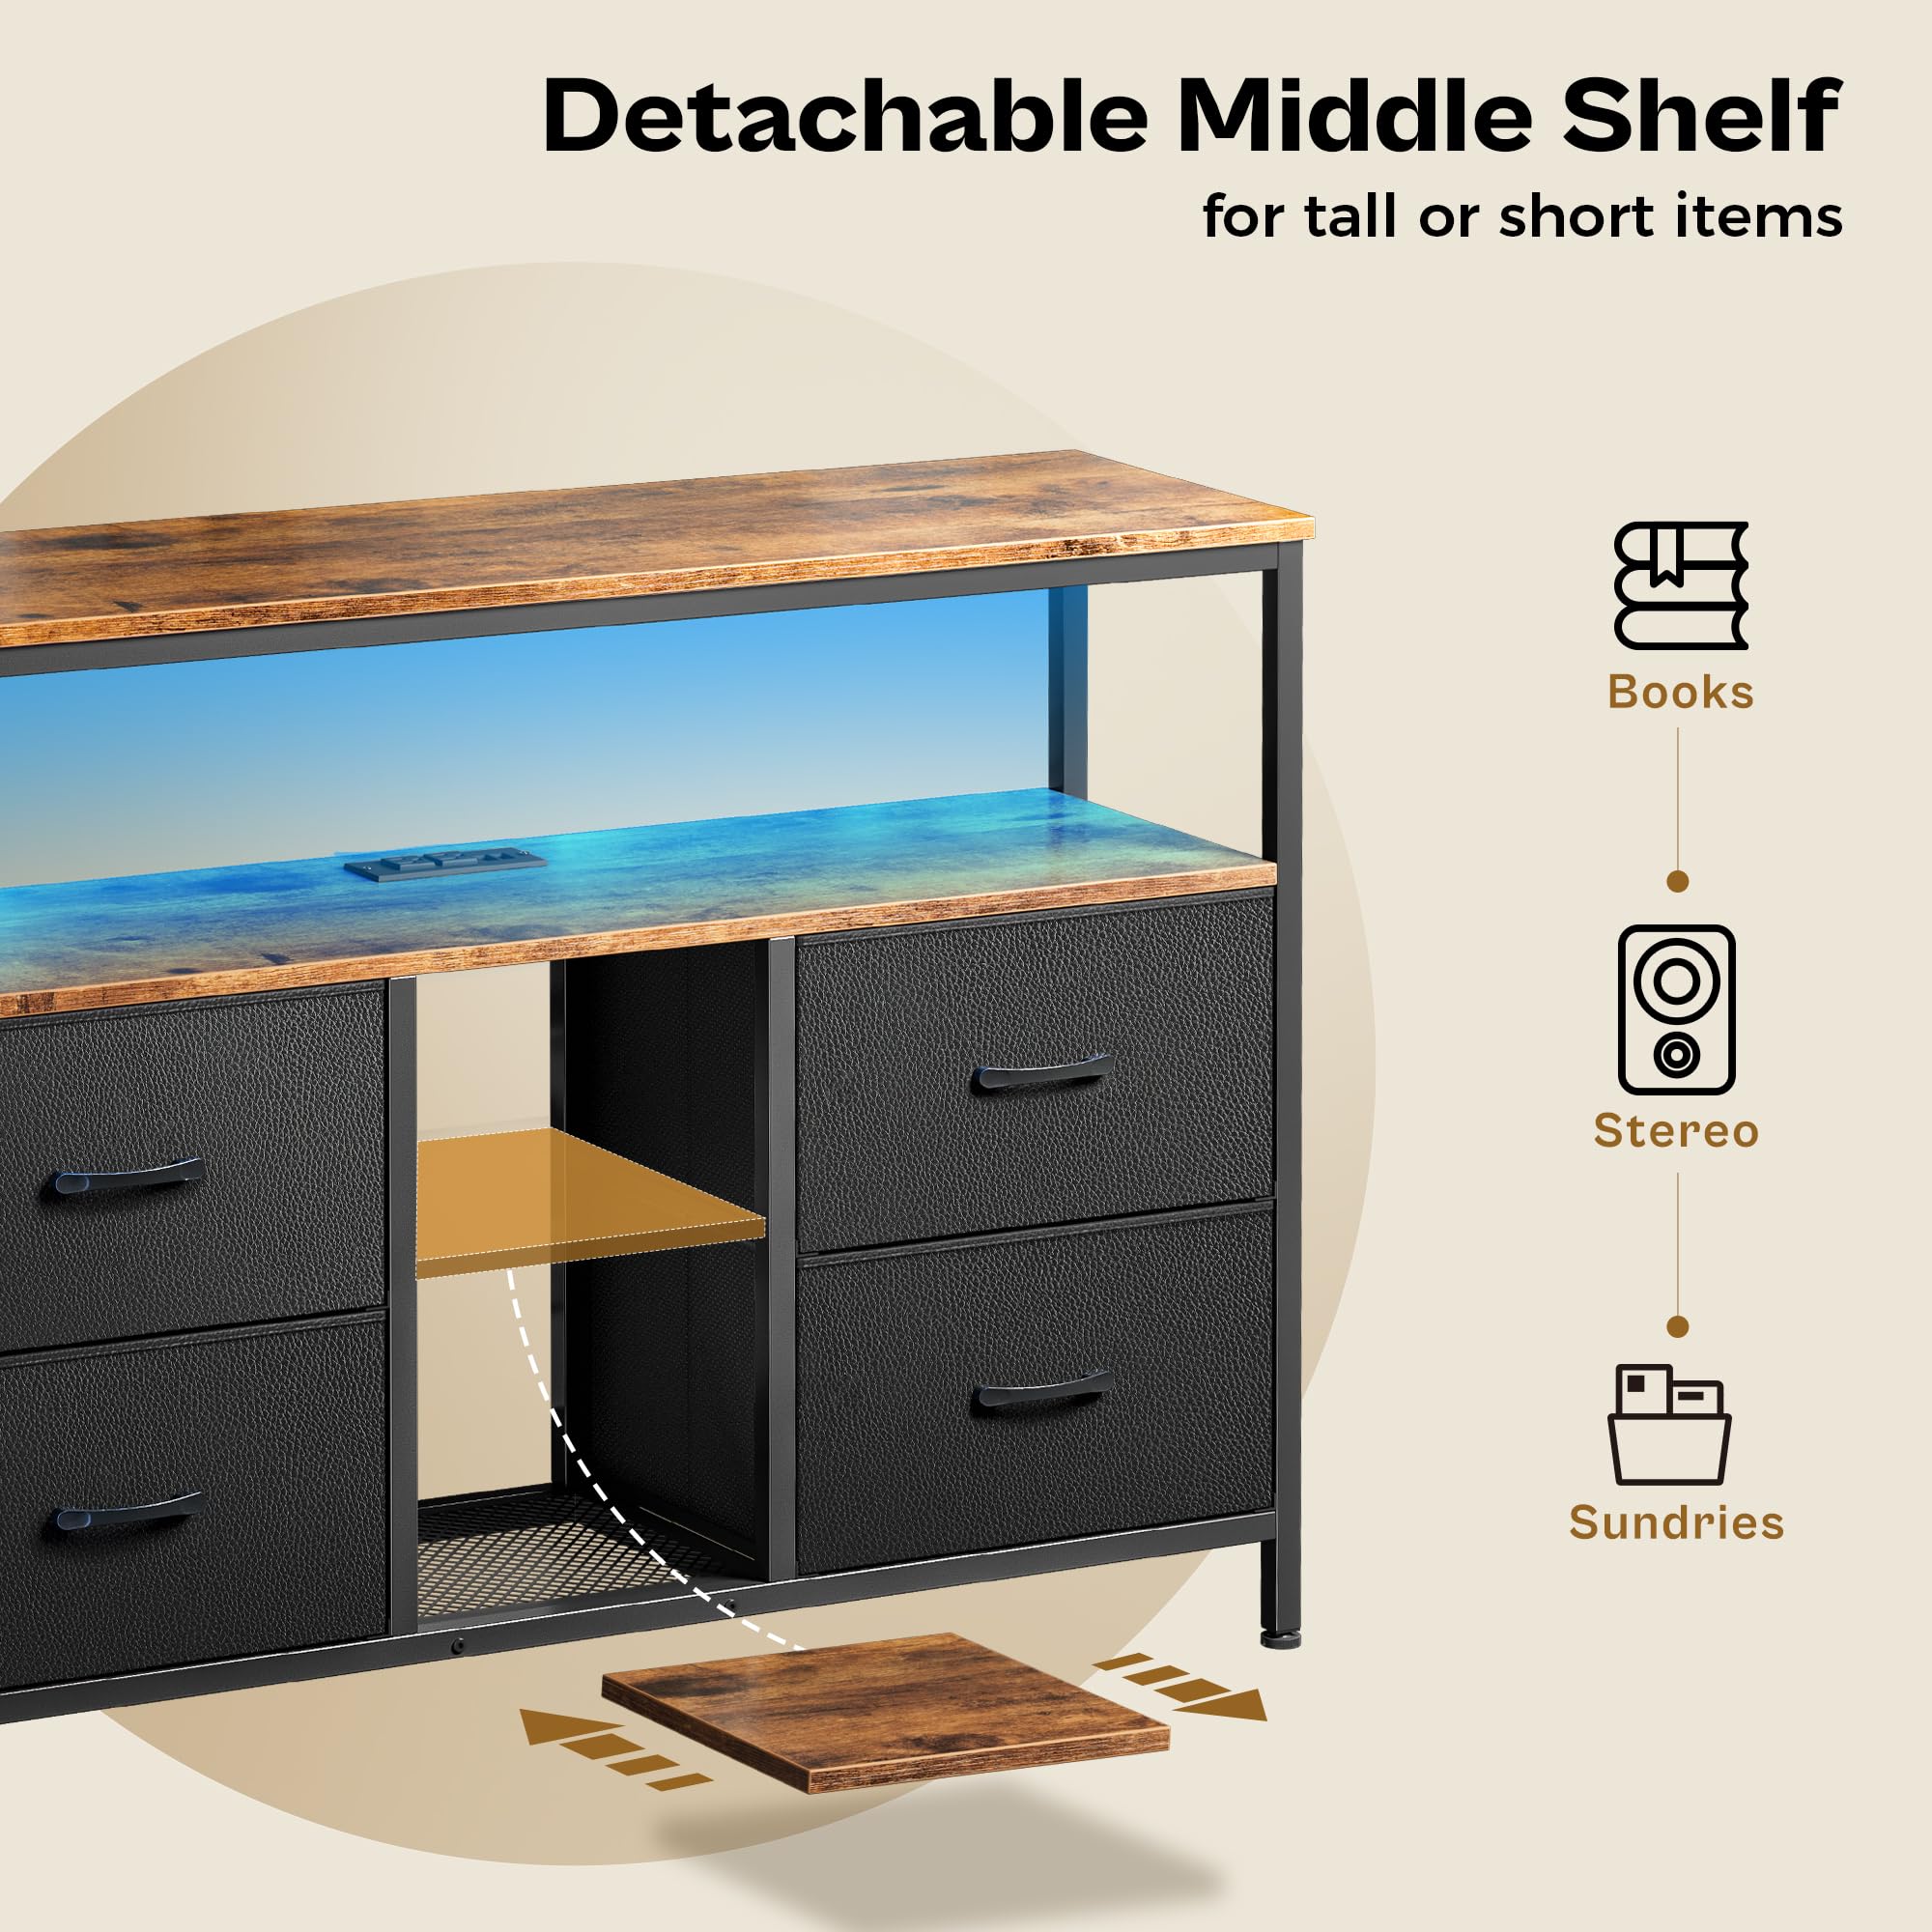 Detachable Middle Shelf
for tall or short items
Books
Stereo
Sundries